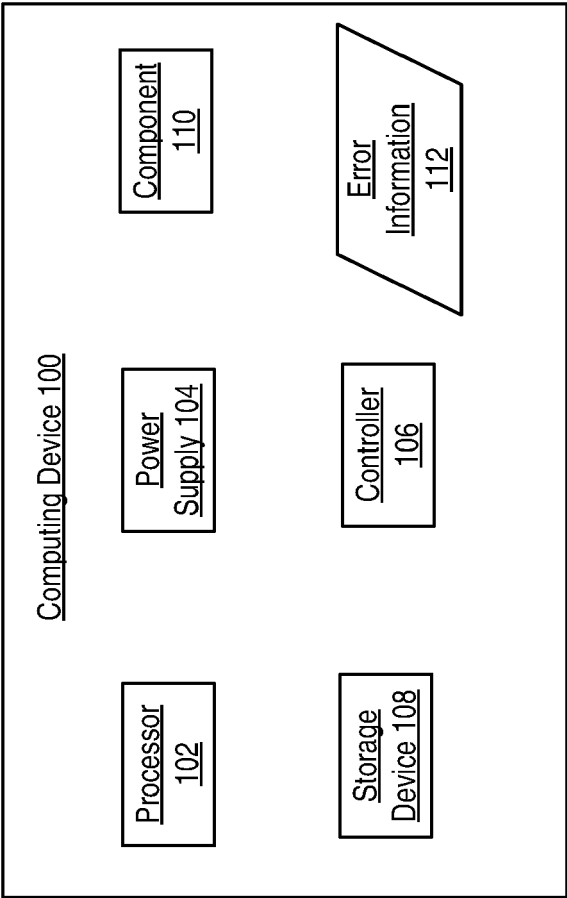 Computing Device 100
Processor
102
Power
Supply 104
Component
110
Storage
Device 108
Controller
106
Error
Information
112